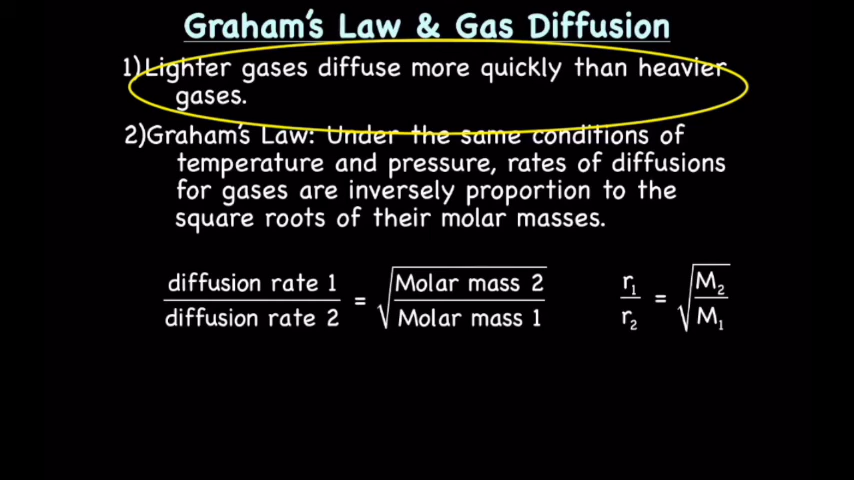 Graham's Law & Gas Diffusion
1)Lighter gases diffuse more quickly than heavier
gases.
2)Graham's Law: Under the same conditions of
temperature and pressure, rates of diffusions
for gases are inversely proportion to the
square roots of their molar masses.
diffusion rate 1 / diffusion rate 2 = √(Molar mass 2 / Molar mass 1)
r₁ / r₂ = √(M₂ / M₁)